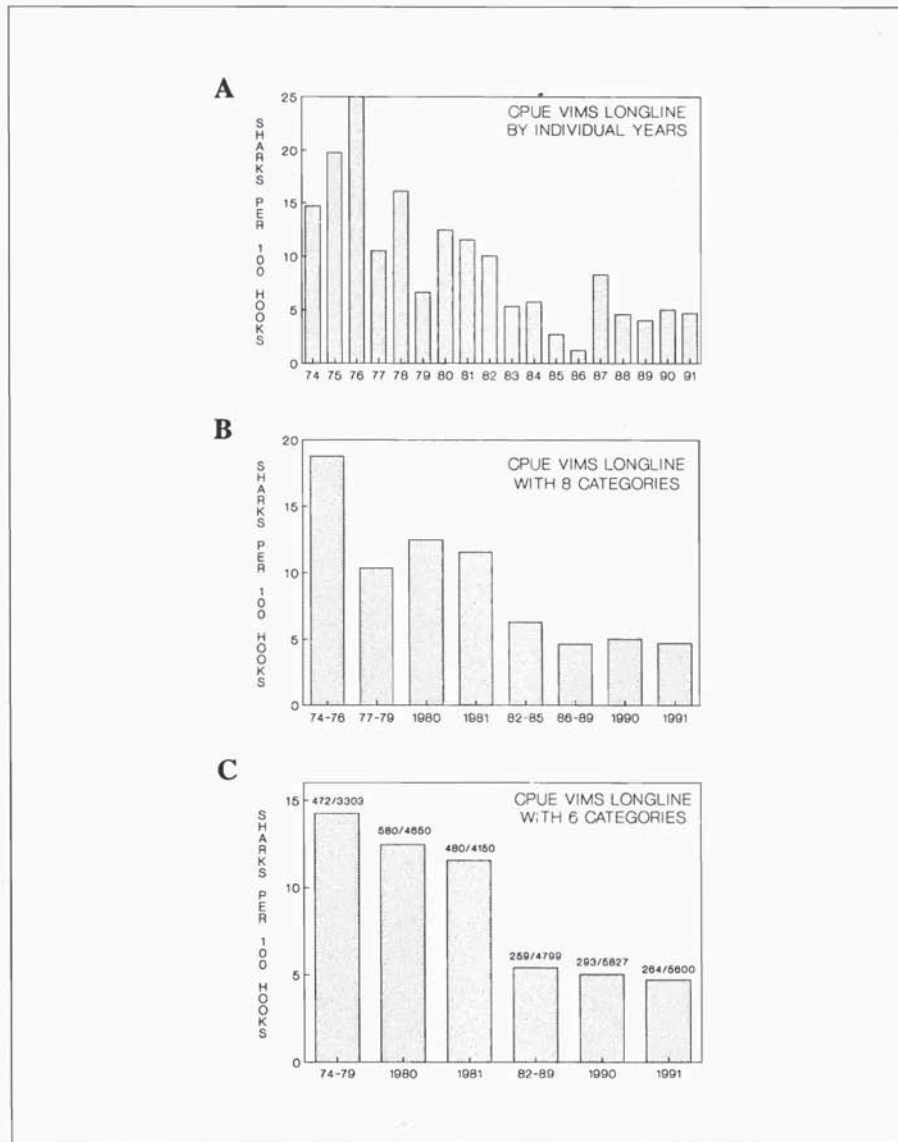 A
CPUE VIMS LONGLINE
BY INDIVIDUAL YEARS
SHARKS PER 100 HOOKS
25
20
15
10
5
0
74 75 76 77 78 79 80 81 82 83 84 85 86 87 88 89 90 91
B
CPUE VIMS LONGLINE
WITH 8 CATEGORIES
SHARKS PER 100 HOOKS
20
15
10
5
0
74-76 77-79 1980 1981 82-85 86-89 1990 1991
C
CPUE VIMS LONGLINE
WITH 6 CATEGORIES
SHARKS PER 100 HOOKS
15
10
5
0
472/3303
580/4650
480/4150
259/4799
293/5827
264/5600
74-79 1980 1981 82-89 1990 1991